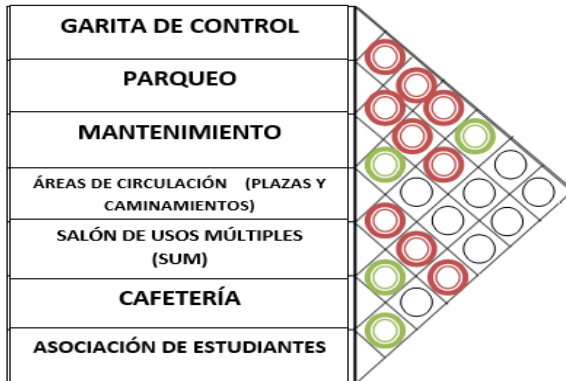 GARITA DE CONTROL
PARQUEO
MANTENIMIENTO
ÁREAS DE CIRCULACIÓN (PLAZAS Y
CAMINAMIENTOS)
SALÓN DE USOS MÚLTIPLES
(SUM)
CAFETERÍA
ASOCIACIÓN DE ESTUDIANTES